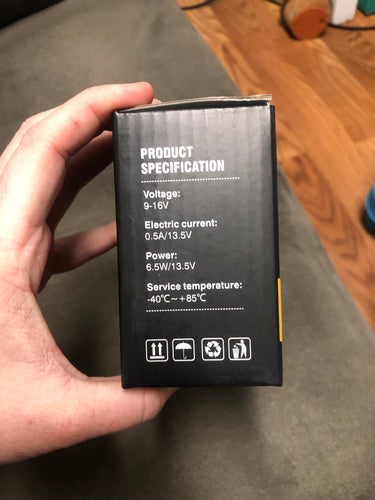 PRODUCT
SPECIFICATION
Voltage:
9-16V
Electric current:
0.5A/13.5V
Power:
6.5W/13.5V
Service temperature:
-40℃~+85℃